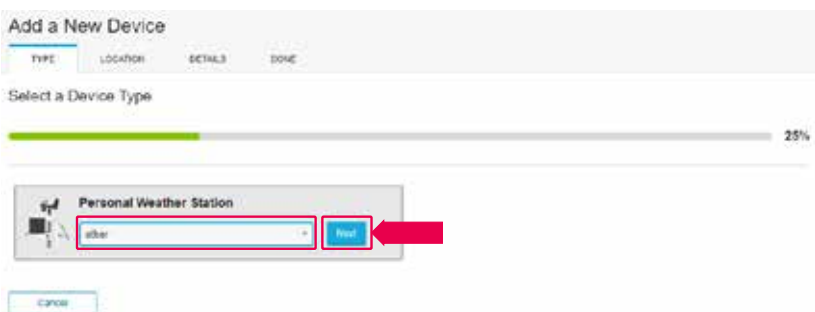 Add a New Device
TYPE LOCATION DETAILS DONE
Select a Device Type
25%
Personal Weather Station
other
Next
Cancel